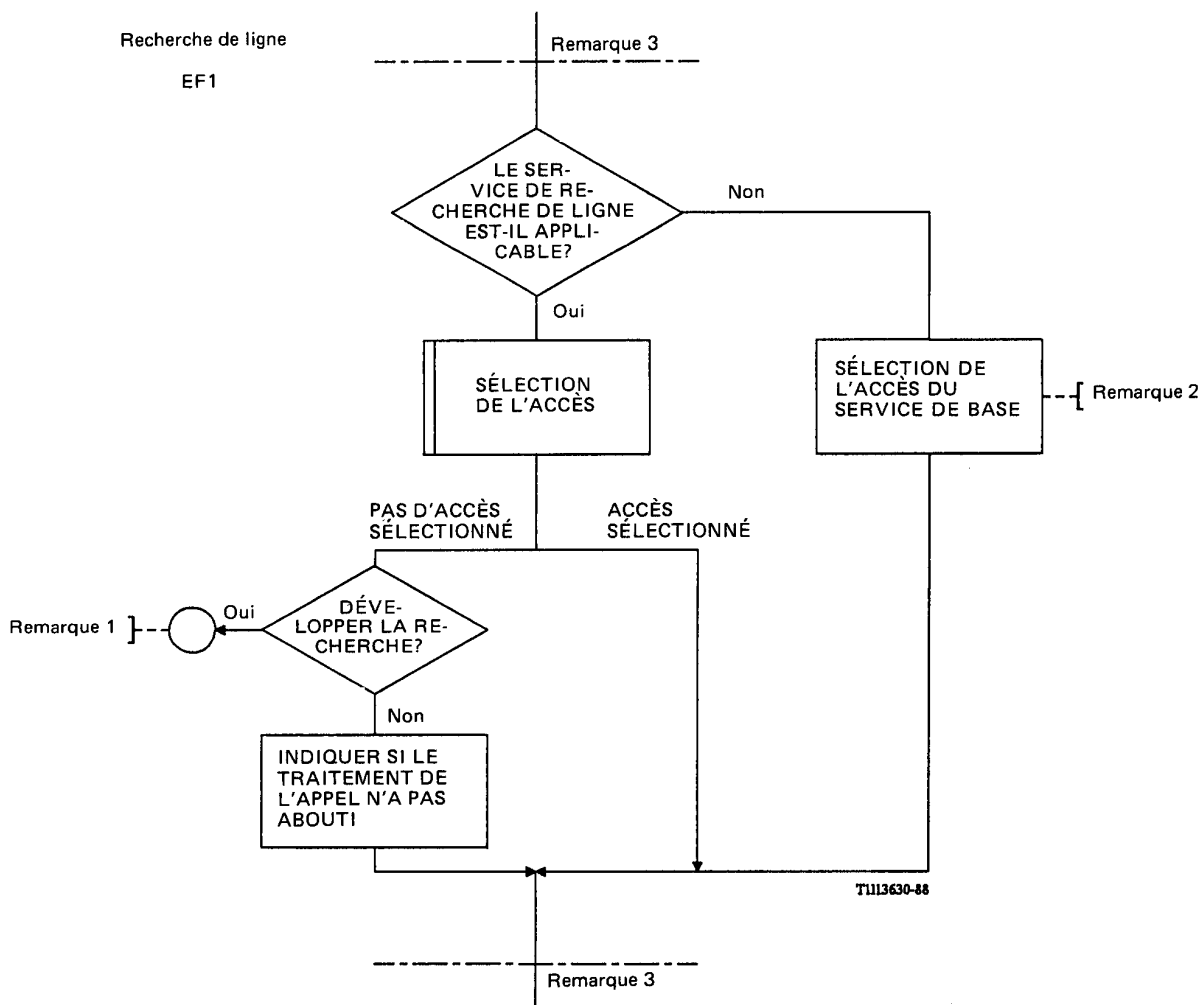 Recherche de ligne
EF1
Remarque 3
LE SER-
VICE DE RE-
CHERCHE DE LIGNE
EST-IL APPLI-
CABLE?
Non
Oui
SÉLECTION
DE L'ACCÈS
SÉLECTION DE
L'ACCÈS DU
SERVICE DE BASE
Remarque 2
PAS D'ACCÈS
SÉLECTIONNÉ
ACCÈS
SÉLECTIONNÉ
Remarque 1
Oui
DÉVE-
LOPPER LA RE-
CHERCHE?
Non
INDIQUER SI LE
TRAITEMENT DE
L'APPEL N'A PAS
ABOUTI
T1113630-88
Remarque 3